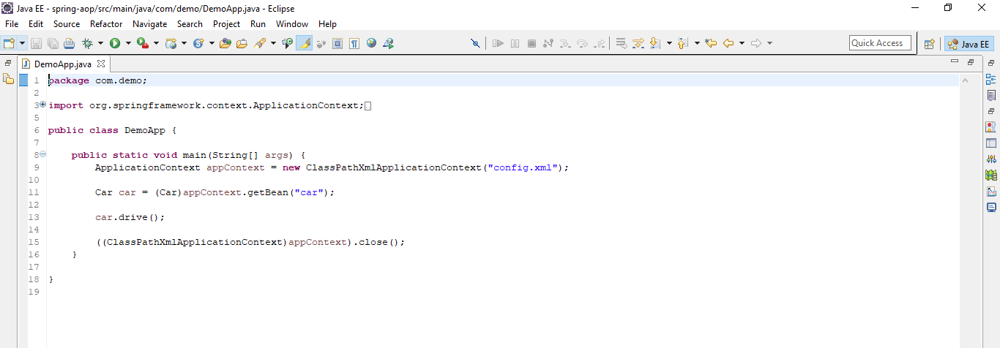 Java EE - spring-aop/src/main/java/com/demo/DemoApp.java - Eclipse
File Edit Source Refactor Navigate Search Project Run Window Help
Quick Access Java EE
DemoApp.java
1 package com.demo;
2
3 import org.springframework.context.ApplicationContext;
5
6 public class DemoApp {
7
8 public static void main(String[] args) {
9 ApplicationContext appContext = new ClassPathXmlApplicationContext("config.xml");
10
11 Car car = (Car)appContext.getBean("car");
12
13 car.drive();
14
15 ((ClassPathXmlApplicationContext)appContext).close();
16 }
17
18 }
19